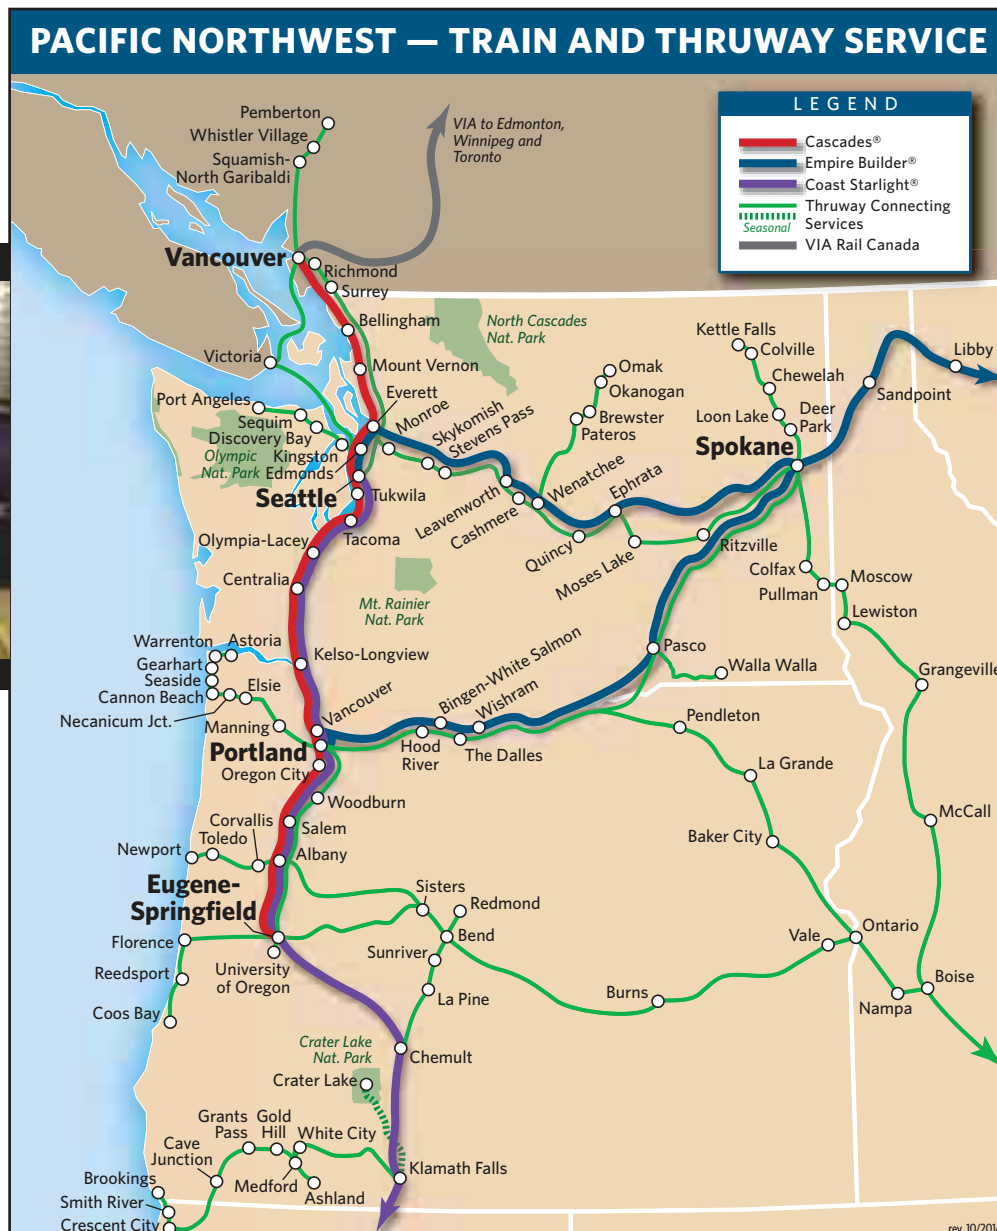 PACIFIC NORTHWEST — TRAIN AND THRUWAY SERVICE
LEGEND
Cascades®
Empire Builder®
Coast Starlight®
Thruway Connecting
Services
Seasonal
VIA Rail Canada
Pemberton
Whistler Village
Squamish-
North Garibaldi
VIA to Edmonton,
Winnipeg and
Toronto
Vancouver
Richmond
Surrey
Bellingham
North Cascades
Nat. Park
Victoria
Mount Vernon
Everett
Port Angeles
Sequim
Discovery Bay
Olympic
Nat. Park
Kingston
Edmonds
Monroe
Skykomish
Stevens Pass
Omak
Okanogan
Brewster
Pateros
Kettle Falls
Colville
Chewelah
Loon Lake
Deer
Park
Spokane
Sandpoint
Libby
Seattle
Tukwila
Tacoma
Leavenworth
Cashmere
Wenatchee
Quincy
Ephrata
Moses Lake
Ritzville
Olympia-Lacey
Centralia
Mt. Rainier
Nat. Park
Colfax
Pullman
Moscow
Lewiston
Grangeville
Warrenton
Astoria
Gearhart
Seaside
Cannon Beach
Elsie
Necanicum Jct.
Manning
Kelso-Longview
Vancouver
Bingen-White Salmon
Wishram
Pasco
Walla Walla
Portland
Oregon City
Hood
River
The Dalles
Pendleton
La Grande
Baker City
McCall
Woodburn
Corvallis
Toledo
Newport
Salem
Albany
Eugene-
Springfield
Sisters
Redmond
Bend
Sunriver
La Pine
Florence
Reedsport
Coos Bay
University
of Oregon
Burns
Vale
Ontario
Nampa
Boise
Crater Lake
Nat. Park
Crater Lake
Chemult
Grants
Pass
Gold
Hill
White City
Cave
Junction
Medford
Ashland
Klamath Falls
Brookings
Smith River
Crescent City